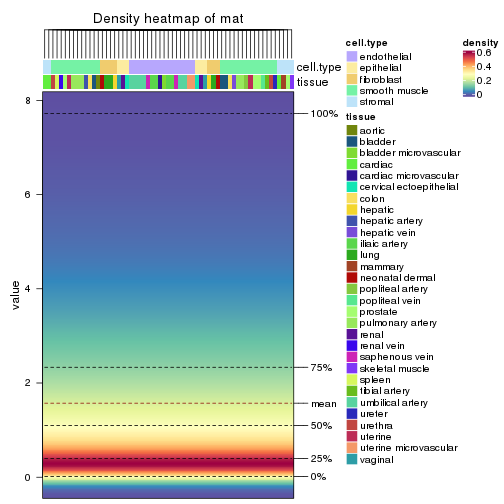 Density heatmap of mat
cell.type
tissue
value
8
6
4
2
0
100%
75%
mean
50%
25%
0%
cell.type
endothelial
epithelial
fibroblast
smooth muscle
stromal
tissue
aortic
bladder
bladder microvascular
cardiac
cardiac microvascular
cervical ectoepithelial
colon
hepatic
hepatic artery
hepatic vein
iliaic artery
lung
mammary
neonatal dermal
popliteal artery
popliteal vein
prostate
pulmonary artery
renal
renal vein
saphenous vein
skeletal muscle
spleen
tibial artery
umbilical artery
ureter
urethra
uterine
uterine microvascular
vaginal
density
0.6
0.4
0.2
0